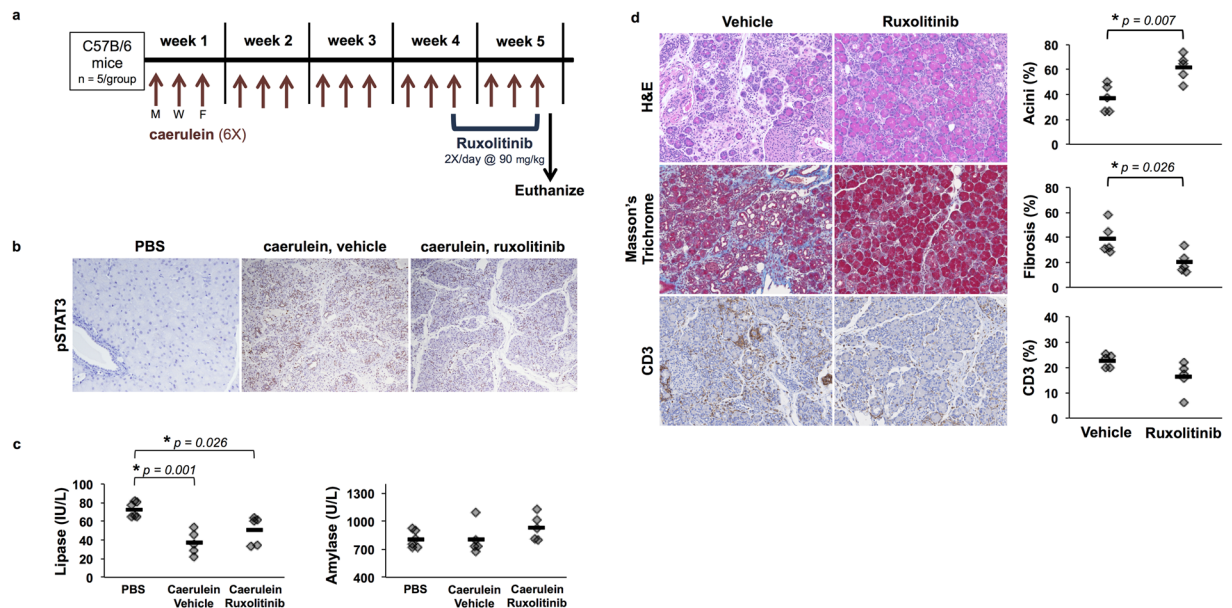 a
C57B/6
mice
n = 5/group
week 1
week 2
week 3
week 4
week 5
M
W
F
caerulein (6X)
Ruxolitinib
2X/day @ 90 mg/kg
Euthanize
b
PBS
caerulein, vehicle
caerulein, ruxolitinib
pSTAT3
c
* p = 0.026
* p = 0.001
Lipase (IU/L)
100
80
60
40
20
0
PBS
Caerulein
Vehicle
Caerulein
Ruxolitinib
Amylase (U/L)
1300
1000
700
400
PBS
Caerulein
Vehicle
Caerulein
Ruxolitinib
d
Vehicle
Ruxolitinib
H&E
* p = 0.007
Acini (%)
80
60
40
20
0
Masson's
Trichrome
* p = 0.026
Fibrosis (%)
80
60
40
20
0
CD3
CD3 (%)
40
30
20
10
0
Vehicle
Ruxolitinib